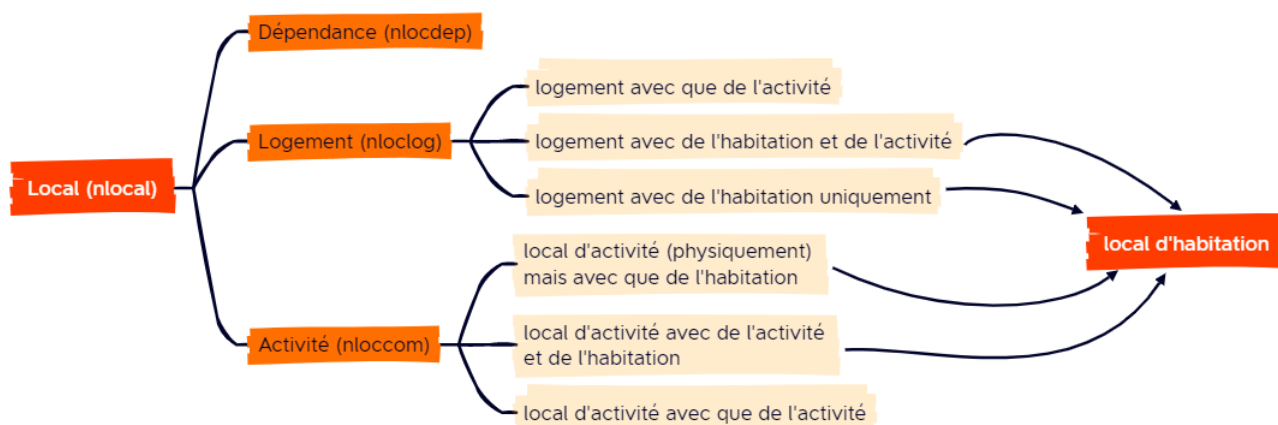 Dépendance (nlocdep)
logement avec que de l'activité
Logement (nloclog)
logement avec de l'habitation et de l'activité
Local (nlocal)
logement avec de l'habitation uniquement
local d'habitation
local d'activité (physiquement)
mais avec que de l'habitation
Activité (nloccom)
local d'activité avec de l'activité
et de l'habitation
local d'activité avec que de l'activité